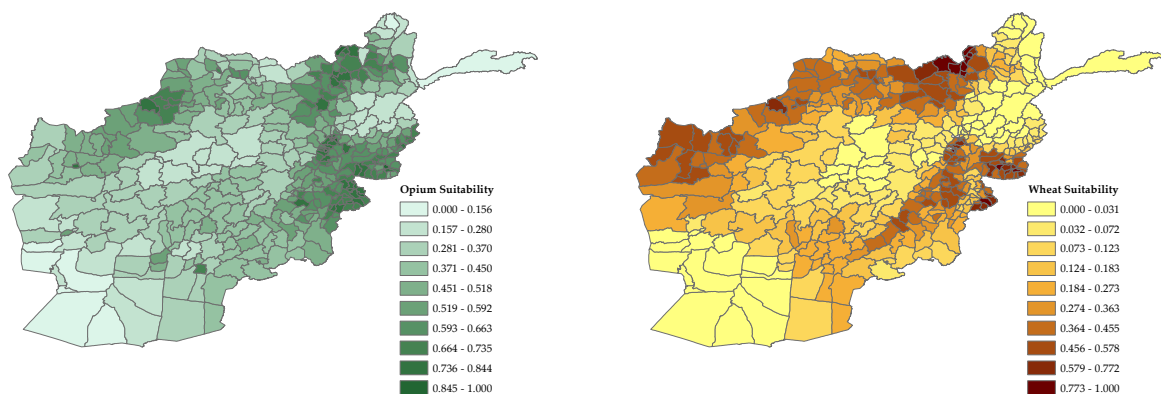 Opium Suitability
0.000 - 0.156
0.157 - 0.280
0.281 - 0.370
0.371 - 0.450
0.451 - 0.518
0.519 - 0.592
0.593 - 0.663
0.664 - 0.735
0.736 - 0.844
0.845 - 1.000
Wheat Suitability
0.000 - 0.031
0.032 - 0.072
0.073 - 0.123
0.124 - 0.183
0.184 - 0.273
0.274 - 0.363
0.364 - 0.455
0.456 - 0.578
0.579 - 0.772
0.773 - 1.000